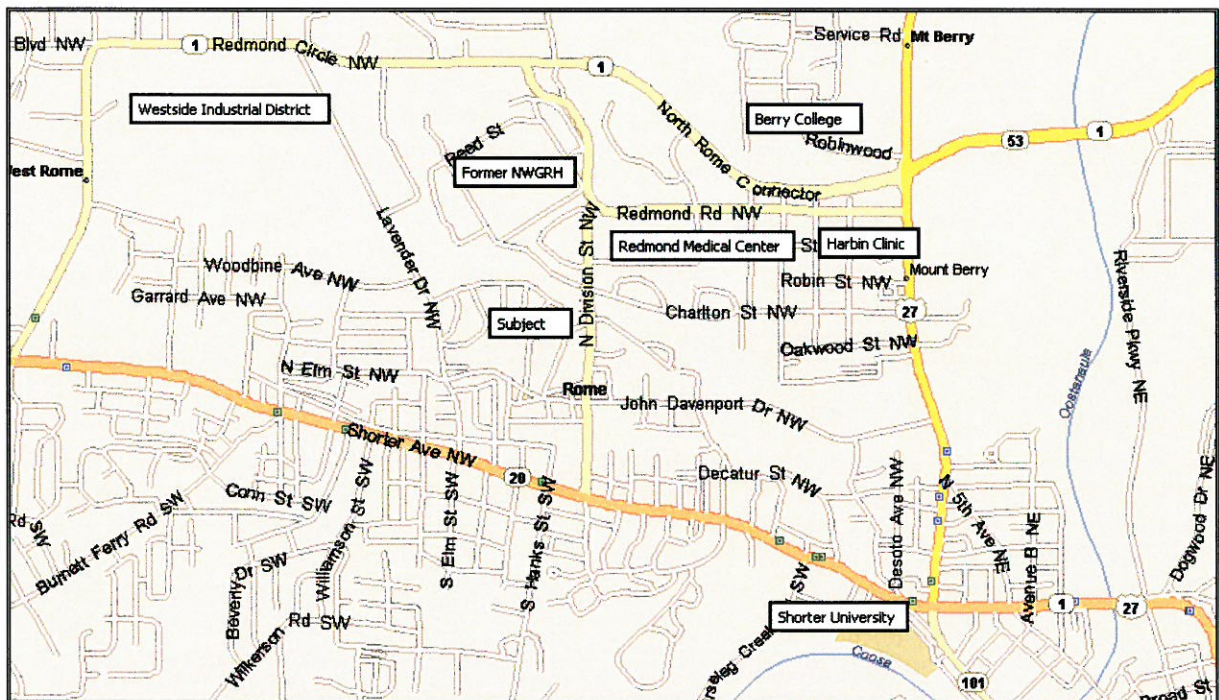 Blvd NW
1
Redmond Circle NW
1
Service Rd
Mt Berry
Westside Industrial District
Berry College
North Rome Connector
Robinwood
53
1
Reed St
Former NWGRH
West Rome
Redmond Rd NW
Lavender Dr NW
N Division St NW
Redmond Medical Center
St
Harbin Clinic
Woodbine Ave NW
Garrard Ave NW
Robin St NW
Mount Berry
Riverside Pkwy NE
Subject
Charlton St NW
27
Oakwood St NW
Oostanaula
N Elm St NW
Rome
John Davenport Dr NW
Shorter Ave NW
20
Decatur St NW
Conn St SW
Rd SW
Burnett Ferry Rd SW
Williamson St SW
S Elm St SW
S Hanks St SW
Desoto Ave NW
N 5th Ave NE
Avenue B NE
Dogwood Dr NE
Beverly Dr SW
Wilkerson Rd SW
SW
Shorter University
1
27
Coosa
101
Broad St